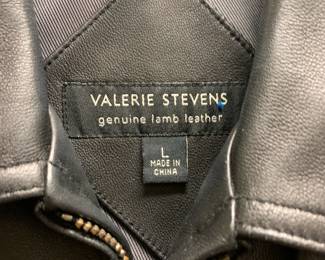 VALERIE STEVENS
genuine lamb leather
L
MADE IN
CHINA